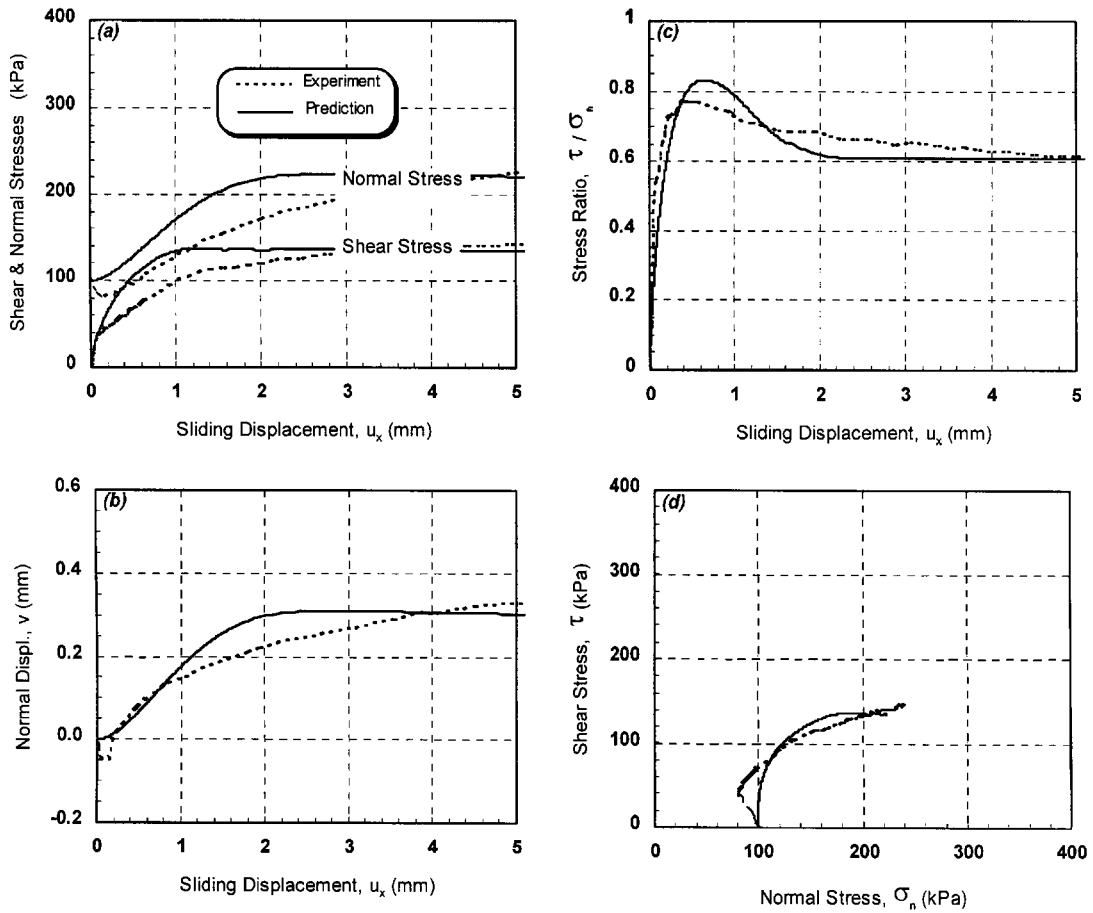 (a)
400
300
200
100
0
Shear & Normal Stresses (kPa)
Experiment
Prediction
Normal Stress
Shear Stress
0 1 2 3 4 5
Sliding Displacement, uₓ (mm)
(c)
1
0.8
0.6
0.4
0.2
0
Stress Ratio, τ / σₙ
0 1 2 3 4 5
Sliding Displacement, uₓ (mm)
(b)
0.6
0.4
0.2
0.0
-0.2
Normal Displ., v (mm)
0 1 2 3 4 5
Sliding Displacement, uₓ (mm)
(d)
400
300
200
100
0
Shear Stress, τ (kPa)
0 100 200 300 400
Normal Stress, σₙ (kPa)